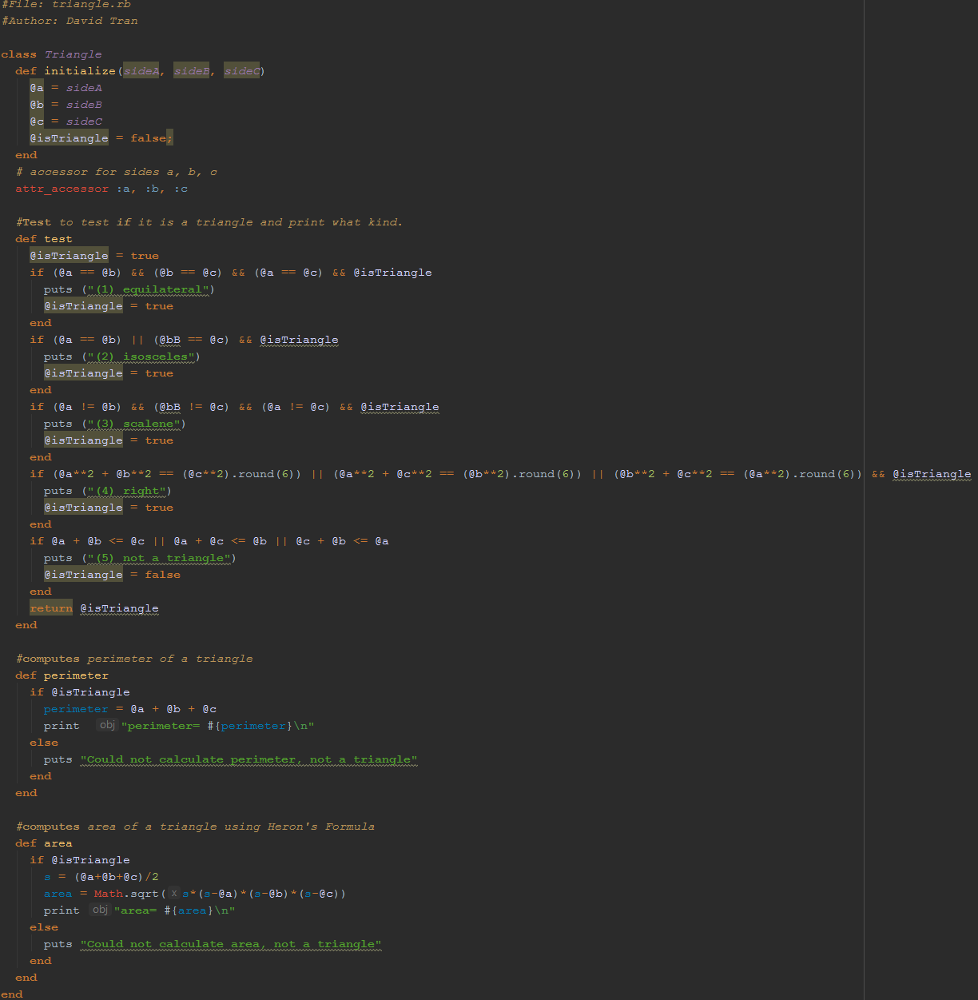 #File: triangle.rb
#Author: David Tran

class Triangle
  def initialize(sideA, sideB, sideC)
    @a = sideA
    @b = sideB
    @c = sideC
    @isTriangle = false;
  end
  # accessor for sides a, b, c
  attr_accessor :a, :b, :c

  #Test to test if it is a triangle and print what kind.
  def test
    @isTriangle = true
    if (@a == @b) && (@b == @c) && (@a == @c) && @isTriangle
      puts ("(1) equilateral")
      @isTriangle = true
    end
    if (@a == @b) || (@bB == @c) && @isTriangle
      puts ("(2) isosceles")
      @isTriangle = true
    end
    if (@a != @b) && (@bB != @c) && (@a != @c) && @isTriangle
      puts ("(3) scalene")
      @isTriangle = true
    end
    if (@a**2 + @b**2 == (@c**2).round(6)) || (@a**2 + @c**2 == (@b**2).round(6)) || (@b**2 + @c**2 == (@a**2).round(6)) && @isTriangle
      puts ("(4) right")
      @isTriangle = true
    end
    if @a + @b <= @c || @a + @c <= @b || @c + @b <= @a
      puts ("(5) not a triangle")
      @isTriangle = false
    end
    return @isTriangle
  end

  #computes perimeter of a triangle
  def perimeter
    if @isTriangle
      perimeter = @a + @b + @c
      print obj "perimeter= #{perimeter}\n"
    else
      puts "Could not calculate perimeter, not a triangle"
    end
  end

  #computes area of a triangle using Heron's Formula
  def area
    if @isTriangle
      s = (@a+@b+@c)/2
      area = Math.sqrt( x s*(s-@a)*(s-@b)*(s-@c))
      print obj "area= #{area}\n"
    else
      puts "Could not calculate area, not a triangle"
    end
  end
end